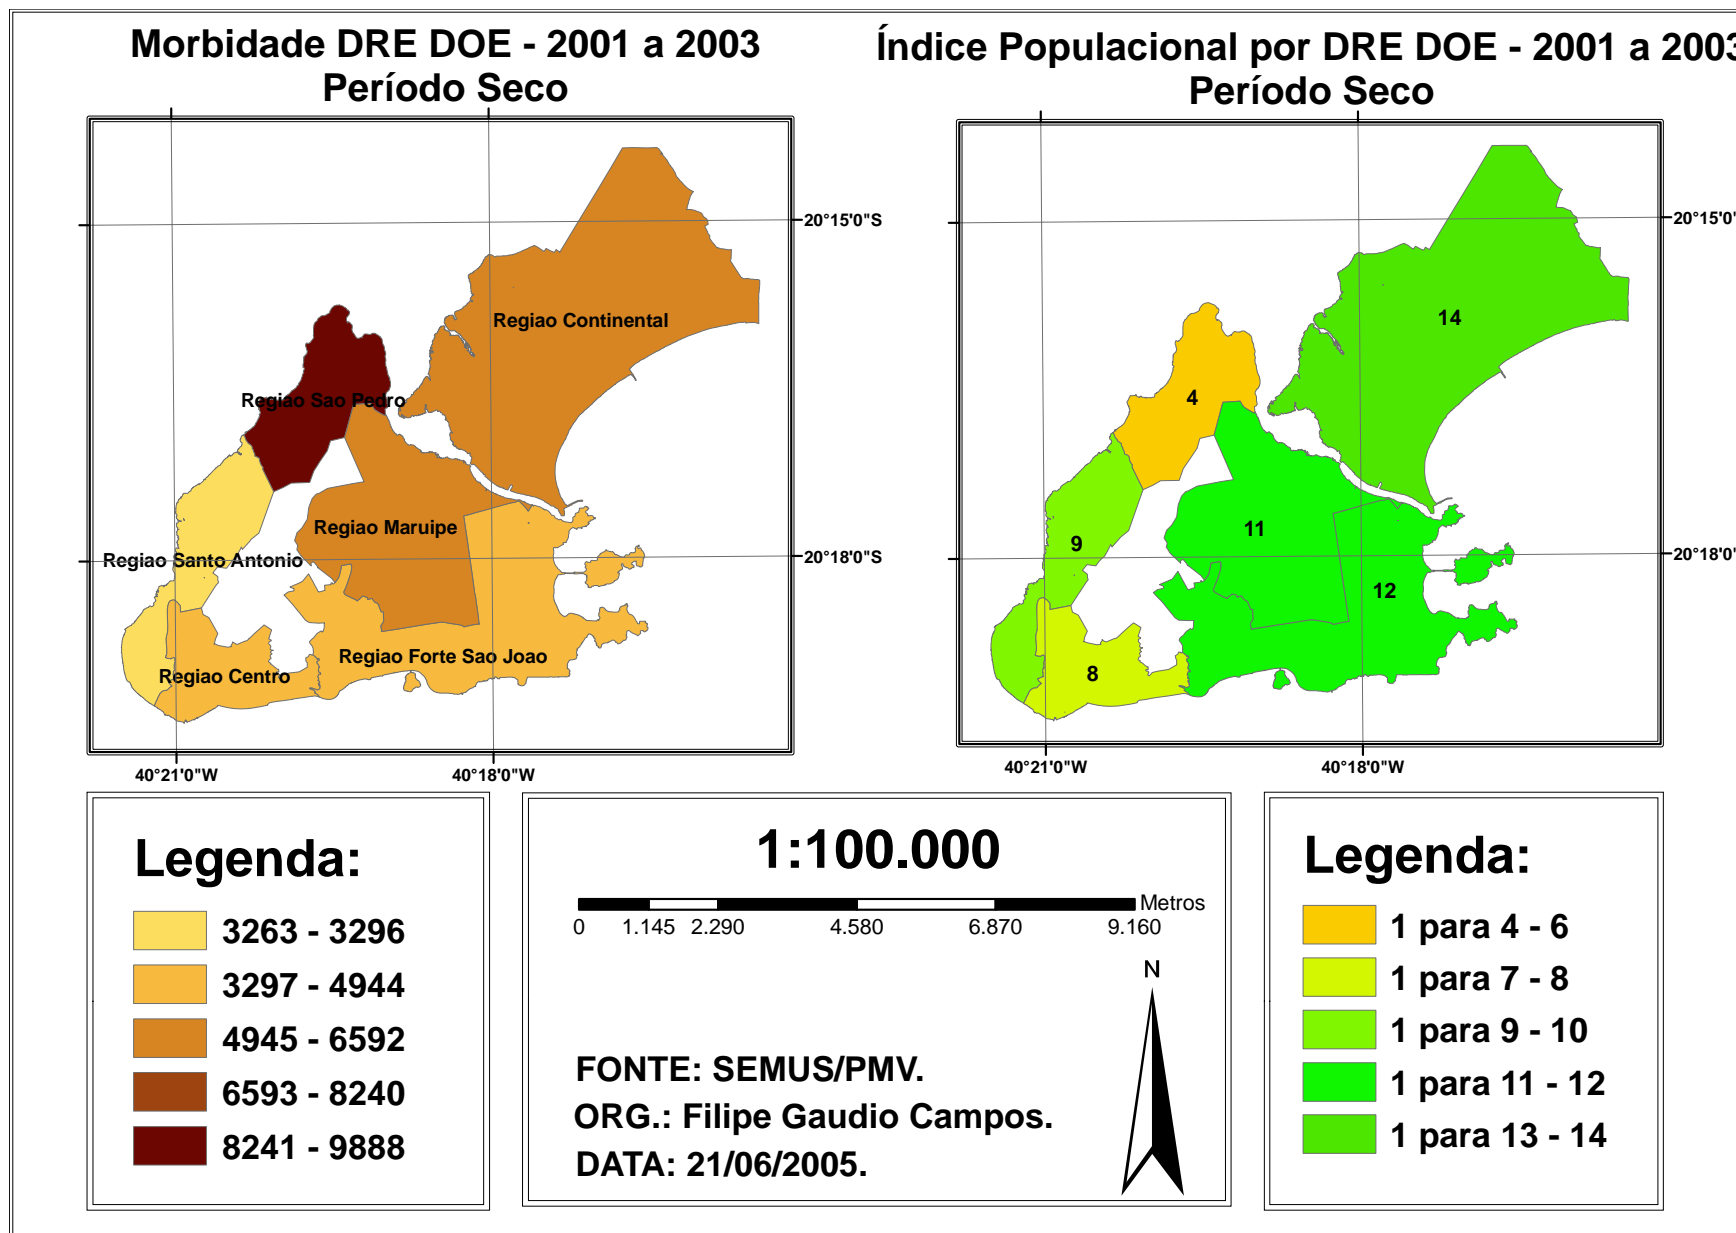 Morbidade DRE DOE - 2001 a 2003
Período Seco
Índice Populacional por DRE DOE - 2001 a 2003
Período Seco
20°15'0"S
Regiao Continental
Regiao Sao Pedro
Regiao Maruipe
20°18'0"S
Regiao Santo Antonio
Regiao Forte Sao Joao
Regiao Centro
40°21'0"W
40°18'0"W
20°15'0"
14
4
11
9
20°18'0"
12
8
40°21'0"W
40°18'0"W
Legenda:
3263 - 3296
3297 - 4944
4945 - 6592
6593 - 8240
8241 - 9888
1:100.000
Metros
0 1.145 2.290 4.580 6.870 9.160
N
FONTE: SEMUS/PMV.
ORG.: Filipe Gaudio Campos.
DATA: 21/06/2005.
Legenda:
1 para 4 - 6
1 para 7 - 8
1 para 9 - 10
1 para 11 - 12
1 para 13 - 14